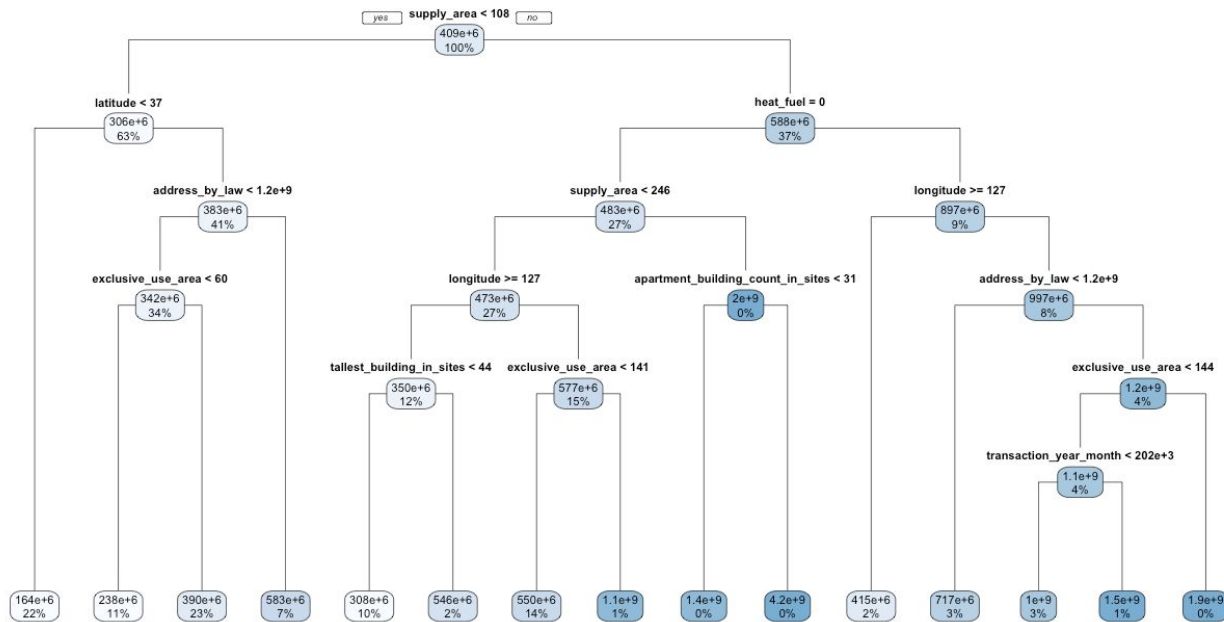 supply_area < 108
yes
no
409e+6
100%
latitude < 37
heat_fuel = 0
306e+6
63%
588e+6
37%
address_by_law < 1.2e+9
supply_area < 246
longitude >= 127
383e+6
41%
483e+6
27%
897e+6
9%
exclusive_use_area < 60
longitude >= 127
apartment_building_count_in_sites < 31
address_by_law < 1.2e+9
342e+6
34%
473e+6
27%
2e+9
0%
997e+6
8%
tallest_building_in_sites < 44
exclusive_use_area < 141
exclusive_use_area < 144
350e+6
12%
577e+6
15%
1.2e+9
4%
transaction_year_month < 202e+3
1.1e+9
4%
164e+6
22%
238e+6
11%
390e+6
23%
583e+6
7%
308e+6
10%
546e+6
2%
550e+6
14%
1.1e+9
1%
1.4e+9
0%
4.2e+9
0%
415e+6
2%
717e+6
3%
1e+9
3%
1.5e+9
1%
1.9e+9
0%